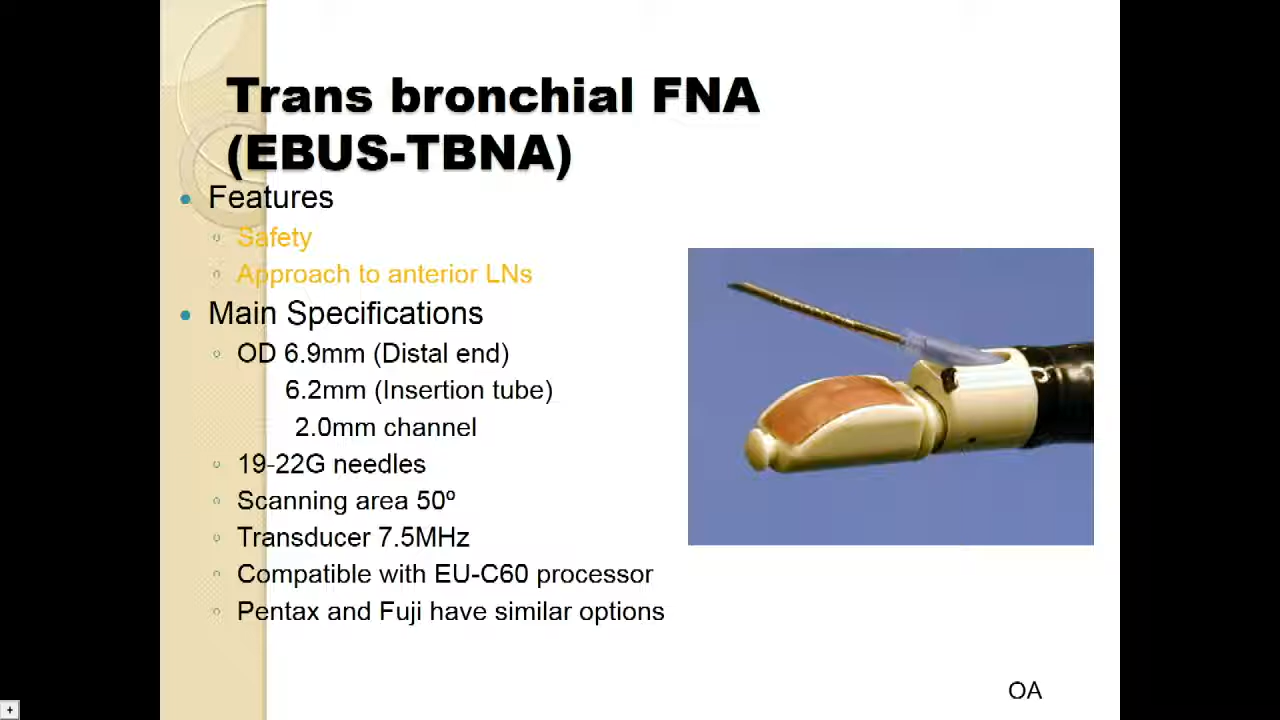 Trans bronchial FNA
(EBUS-TBNA)
Features
Safety
Approach to anterior LNs
Main Specifications
OD 6.9mm (Distal end)
6.2mm (Insertion tube)
2.0mm channel
19-22G needles
Scanning area 50º
Transducer 7.5MHz
Compatible with EU-C60 processor
Pentax and Fuji have similar options
OA